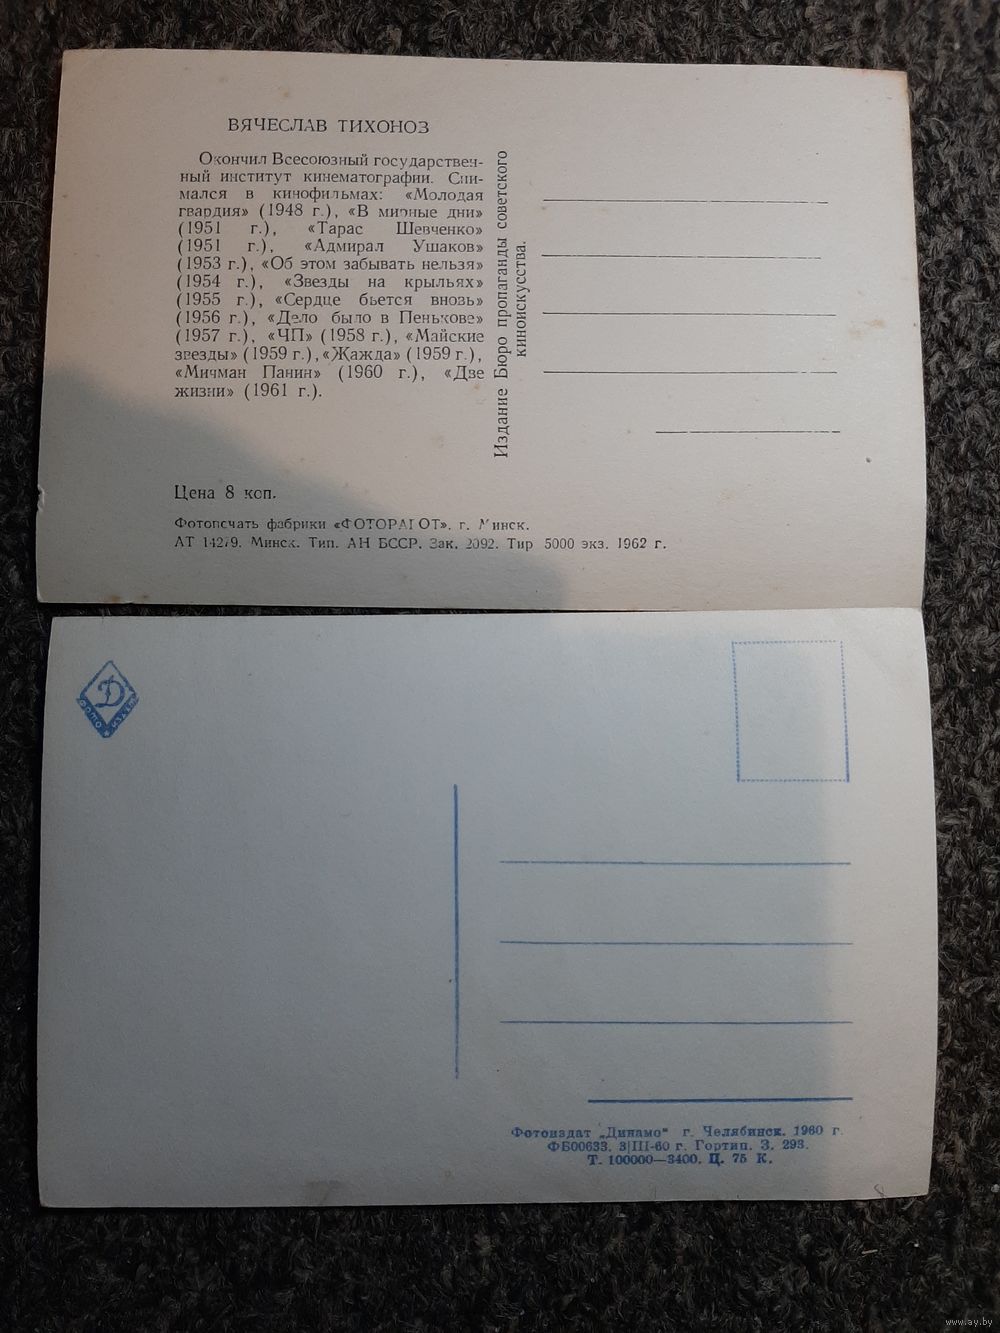 ВЯЧЕСЛАВ ТИХОНОЗ
Окончил Всесоюзный государствен-
ный институт кинематографии. Сни-
мался в кинофильмах: «Молодая
гвардия» (1948 г.), «В мирные дни»
(1951 г.), «Тарас Шевченко»
(1951 г.), «Адмирал Ушаков»
(1953 г.), «Об этом забывать нельзя»
(1954 г.), «Звезды на крыльях»
(1955 г.), «Сердце бьется вновь»
(1956 г.), «Дело было в Пенькове»
(1957 г.), «ЧП» (1958 г.), «Майские
звезды» (1959 г.), «Жажда» (1959 г.),
«Мичман Панин» (1960 г.), «Две
жизни» (1961 г.).
Издание Бюро пропаганды советского
киноискусства.
Цена 8 коп.
Фотопечать фабрики «ФОТОРАБОТ». г. Минск.
АТ Минск. Тип. АН БССР. Зак. 2092. Тир 5000 экз. 1962 г.
Д
Фотоиздат „Динамо“ г. Челябинск. 1960 г.
ФБ00633. 3|III-60 г. Гортип. З. 293.
Т. 100000—3400. Ц. 75 К.
www.ay.by